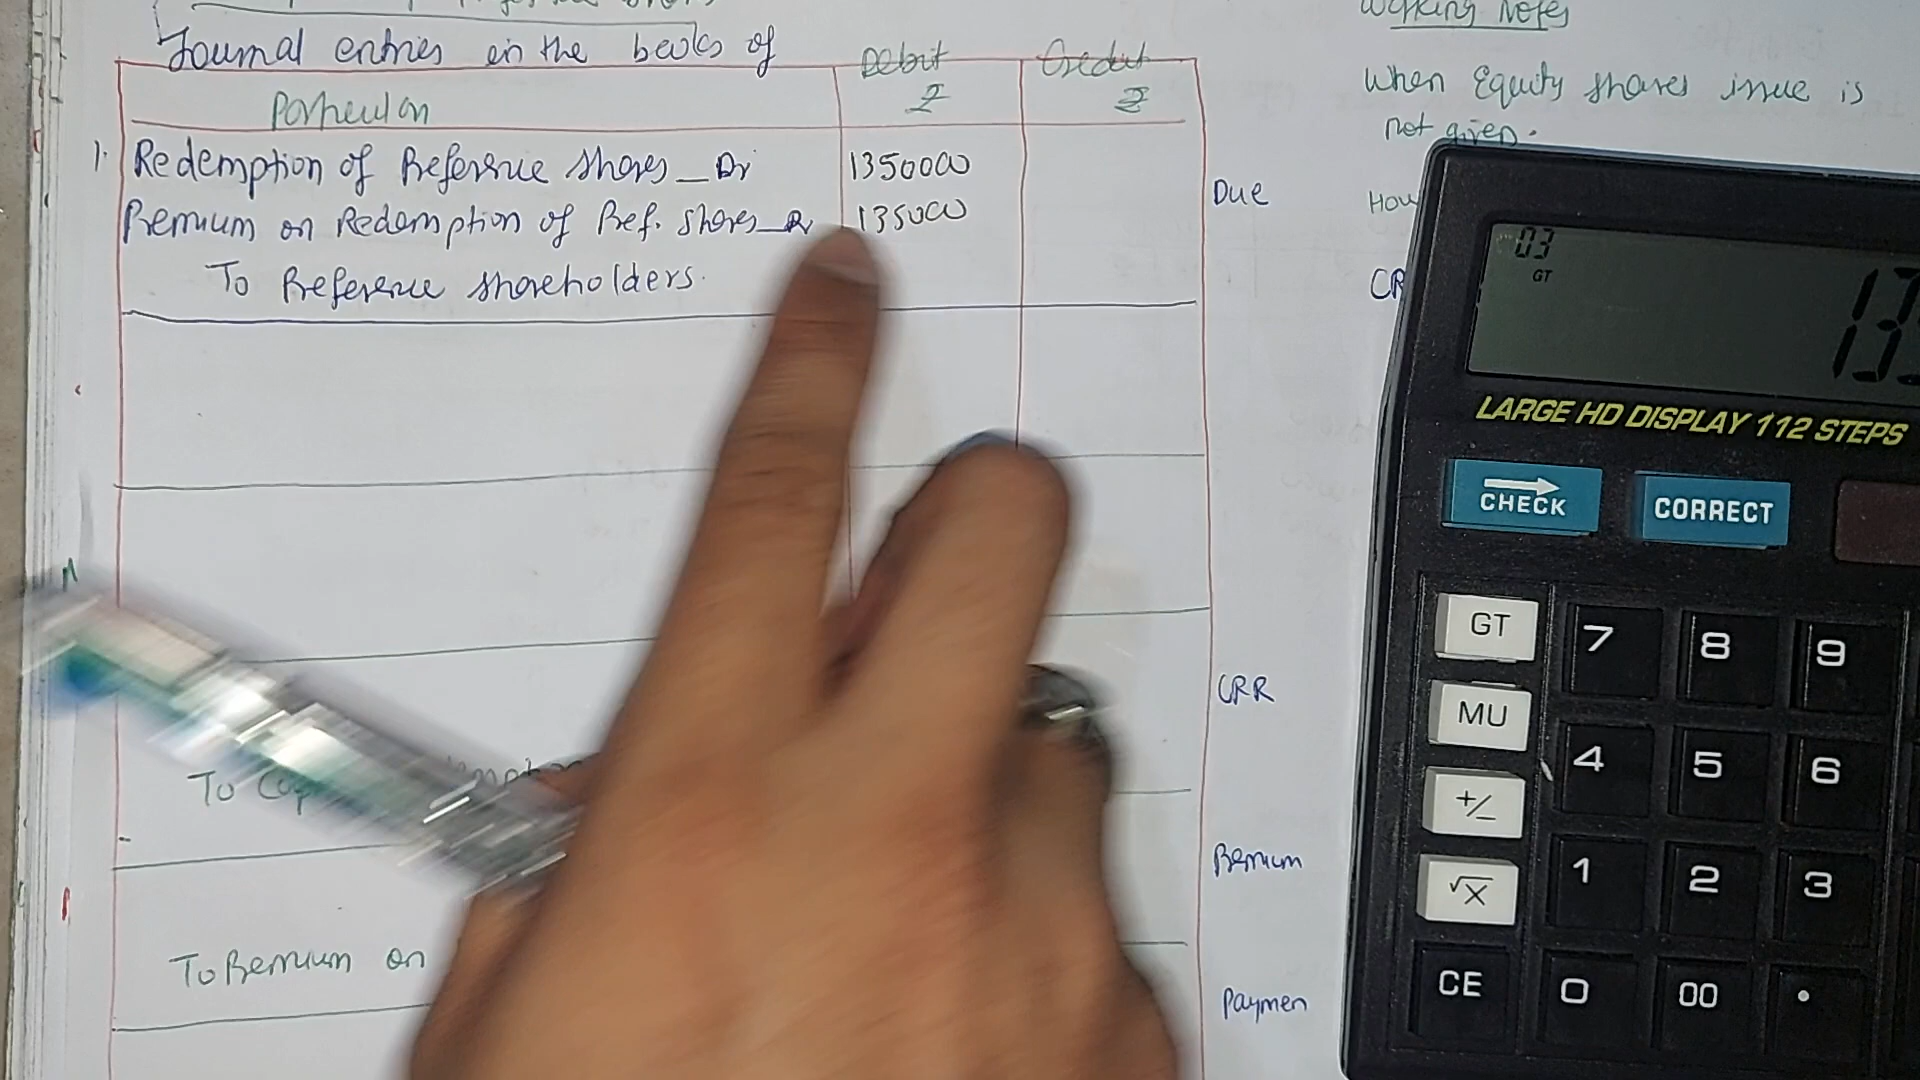 Working Notes
Journal entries in the books of
Debit
Credit
Particular
₹
₹
When Equity shares issue is
not given.
1. Redemption of Preference shares _ Dr 1350000
Premium on Redemption of Pref. shares _ Dr 135000
To Preference shareholders.
Due
How
CR
03
GT
LARGE HD DISPLAY 112 STEPS
CHECK
CORRECT
GT 7 8 9
MU
CRR
4 5 6
+/-
To Cap
Premium
1 2 3
√X
To Premium on
CE 0 00 •
Paymen